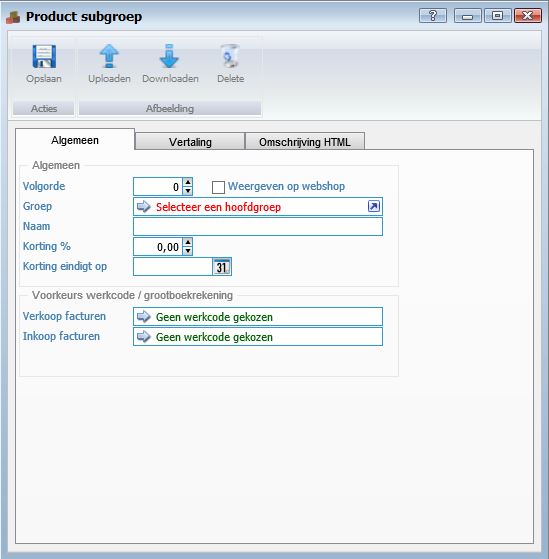 Product subgroep
?
Opslaan
Uploaden Downloaden Delete
Acties Afbeelding
Algemeen Vertaling Omschrijving HTML
Algemeen
Volgorde 0 Weergeven op webshop
Groep Selecteer een hoofdgroep
Naam
Korting % 0,00
Korting eindigt op 31
Voorkeurs werkcode / grootboekrekening
Verkoop facturen Geen werkcode gekozen
Inkoop facturen Geen werkcode gekozen